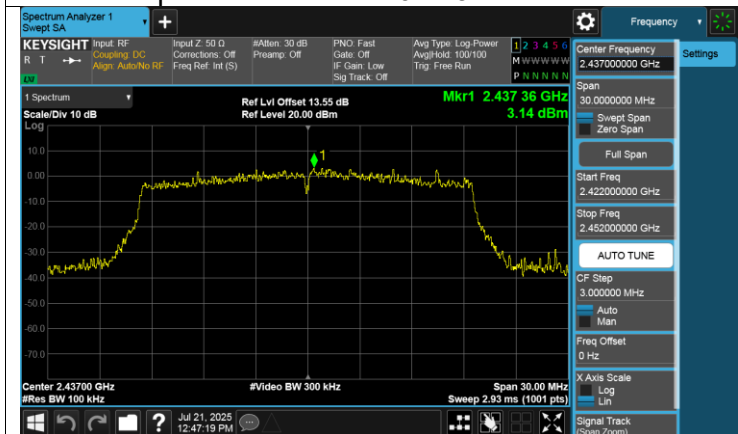 Spectrum Analyzer 1
Swept SA
+
Frequency
KEYSIGHT
R T
LV
Input: RF
Coupling: DC
Align: Auto/No RF
Input Z: 50 Ω
Corrections: Off
Freq Ref: Int (S)
#Atten: 30 dB
Preamp: Off
PNO: Fast
Gate: Off
IF Gain: Low
Sig Track: Off
Avg Type: Log-Power
Avg|Hold: 100/100
Trig: Free Run
1 2 3 4 5 6
M W W W W W
P N N N N N
Center Frequency
2.437000000 GHz
Settings
Span
30.0000000 MHz
Swept Span
Zero Span
Full Span
Start Freq
2.422000000 GHz
Stop Freq
2.452000000 GHz
AUTO TUNE
CF Step
3.000000 MHz
Auto
Man
Freq Offset
0 Hz
X Axis Scale
Log
Lin
Signal Track
(Span Zoom)
1 Spectrum
Scale/Div 10 dB
Log
Ref Lvl Offset 13.55 dB
Ref Level 20.00 dBm
Mkr1 2.437 36 GHz
3.14 dBm
1
10.0
0.00
-10.0
-20.0
-30.0
-40.0
-50.0
-60.0
-70.0
Center 2.43700 GHz
#Res BW 100 kHz
#Video BW 300 kHz
Span 30.00 MHz
Sweep 2.93 ms (1001 pts)
?
Jul 21, 2025
12:47:19 PM